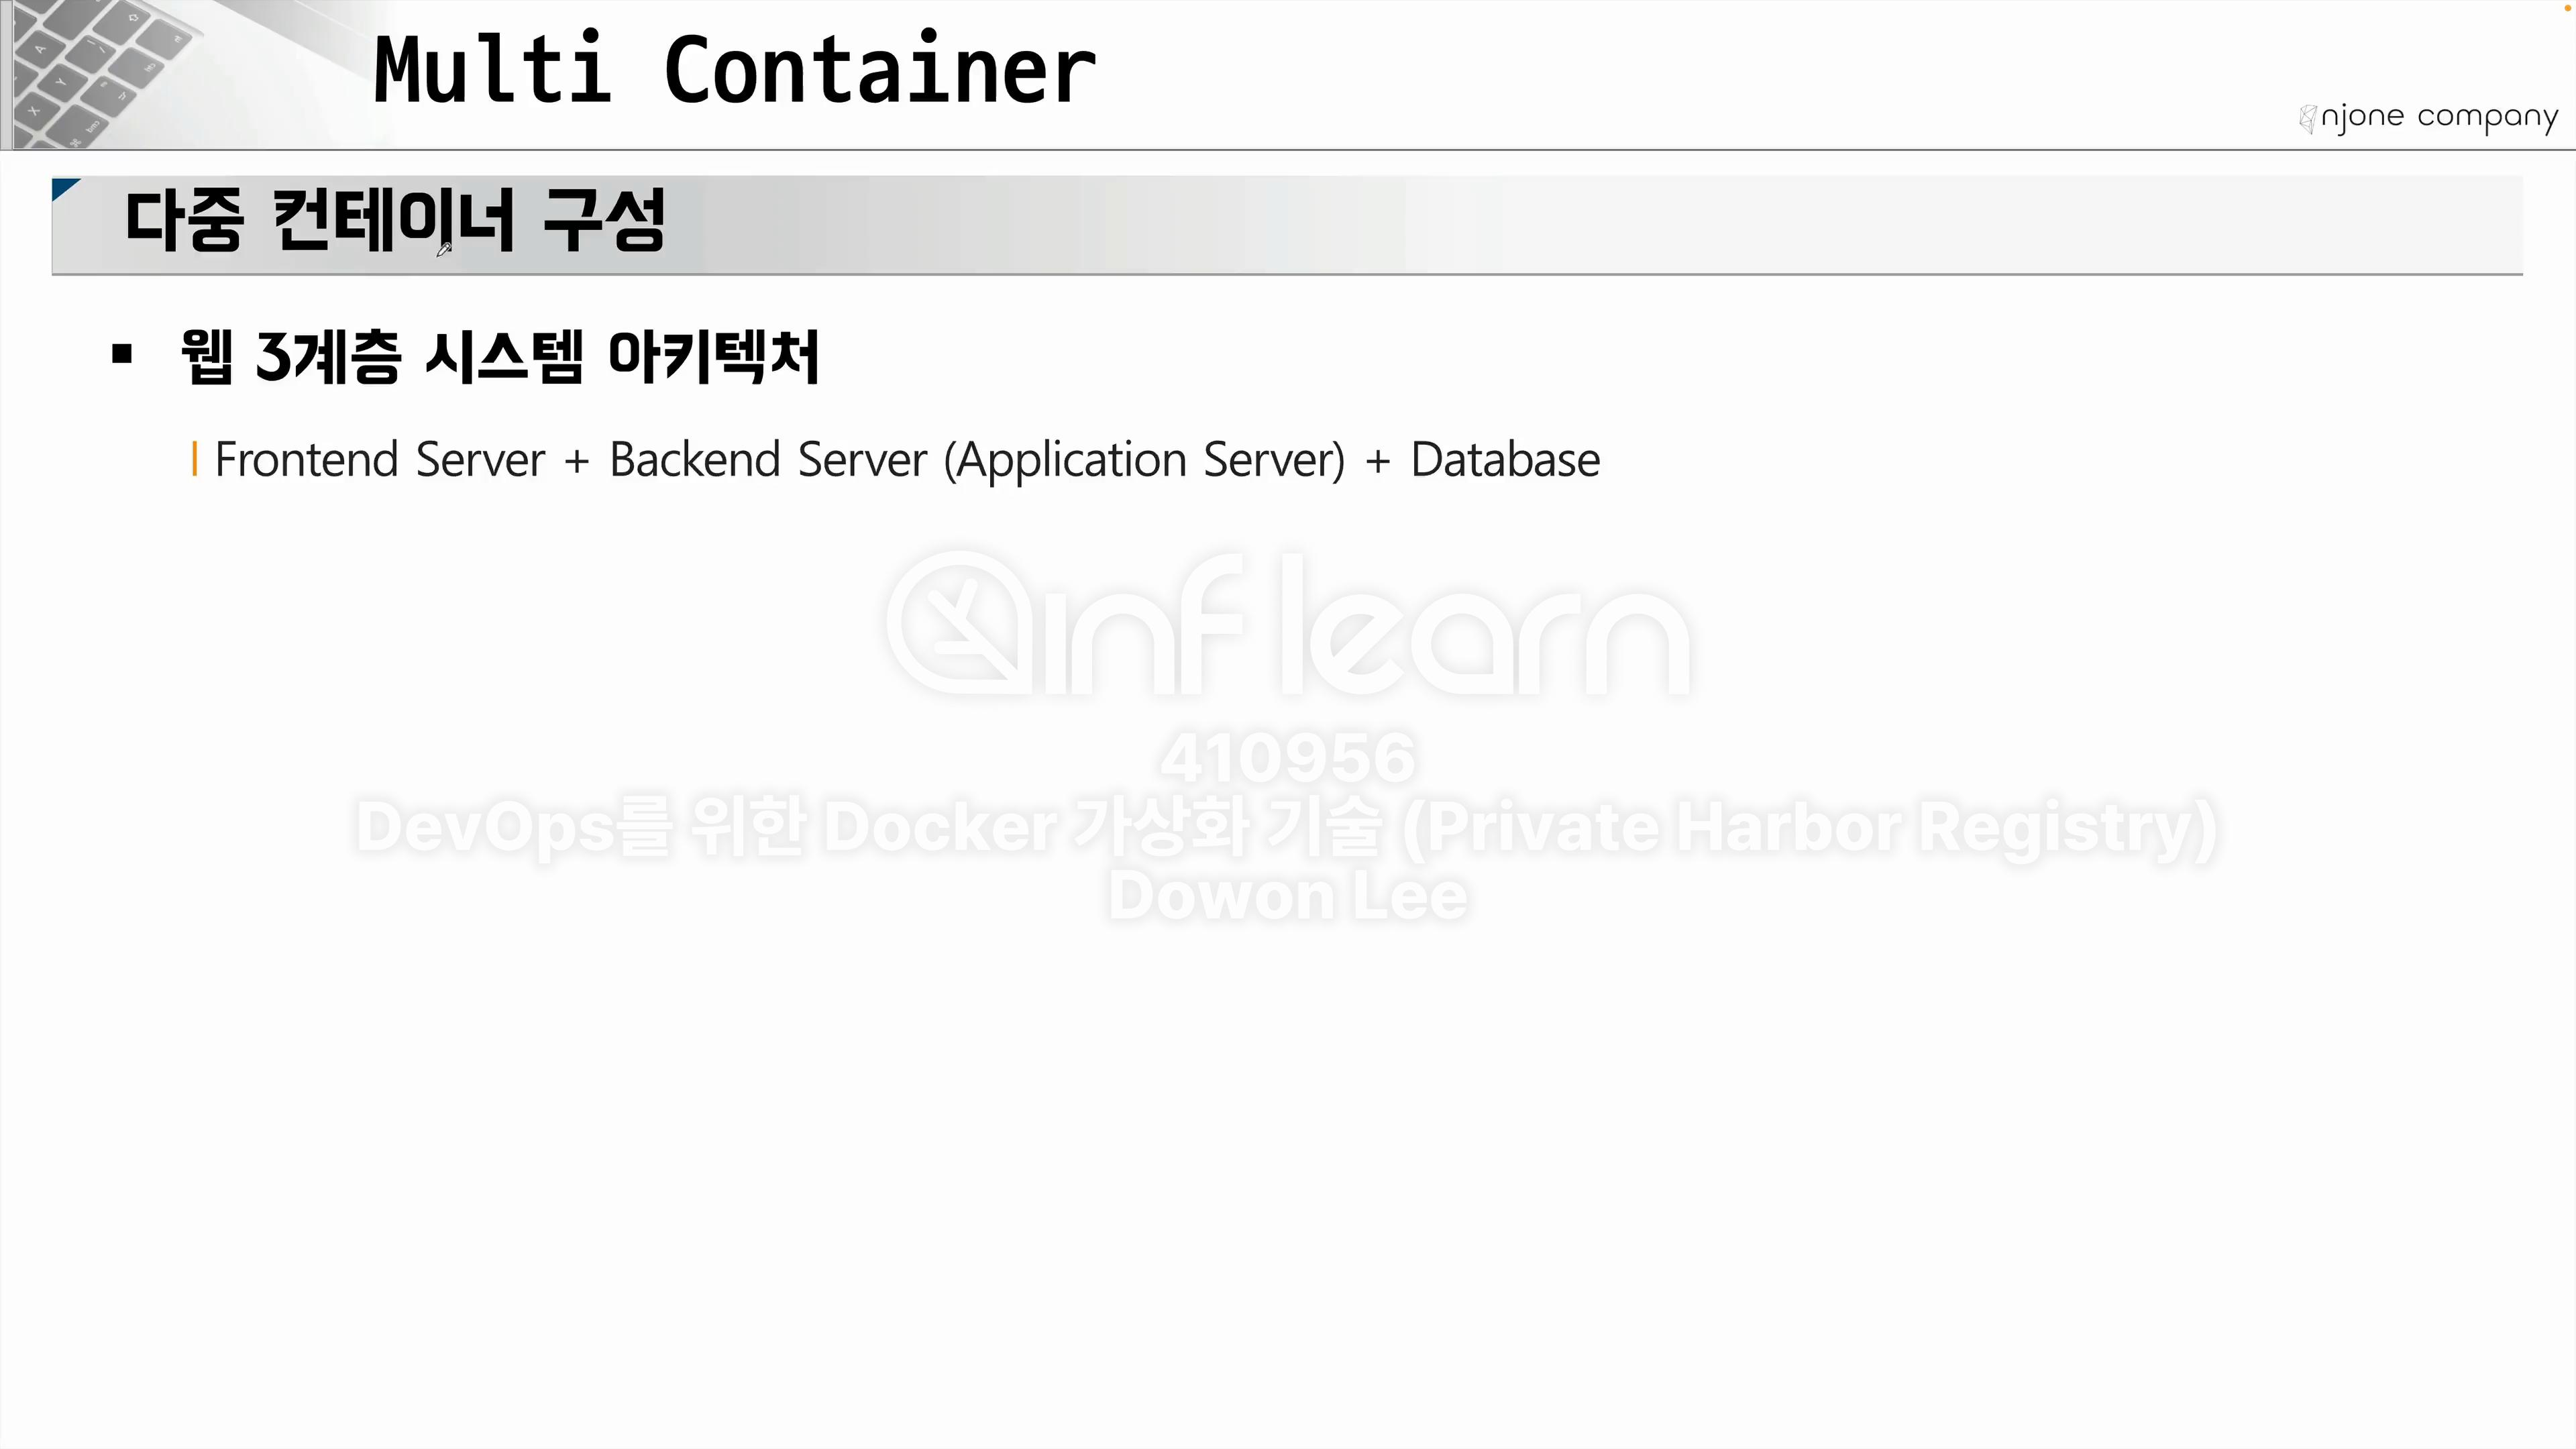 Multi Container
njone company
다중 컨테이너 구성
▪ 웹 3계층 시스템 아키텍처
| Frontend Server + Backend Server (Application Server) + Database
inflearn
410956
DevOps를 위한 Docker 가상화 기술 (Private Harbor Registry)
Dowon Lee